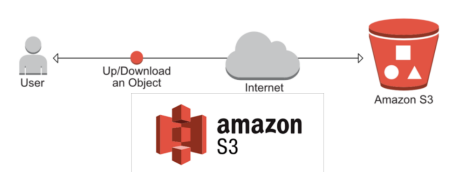 User
Up/Download
an Object
Internet
Amazon S3
amazon
S3